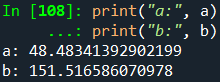 In [108]: print("a:", a)
...: print("b:", b)
a: 48.48341392902199
b: 151.516586070978